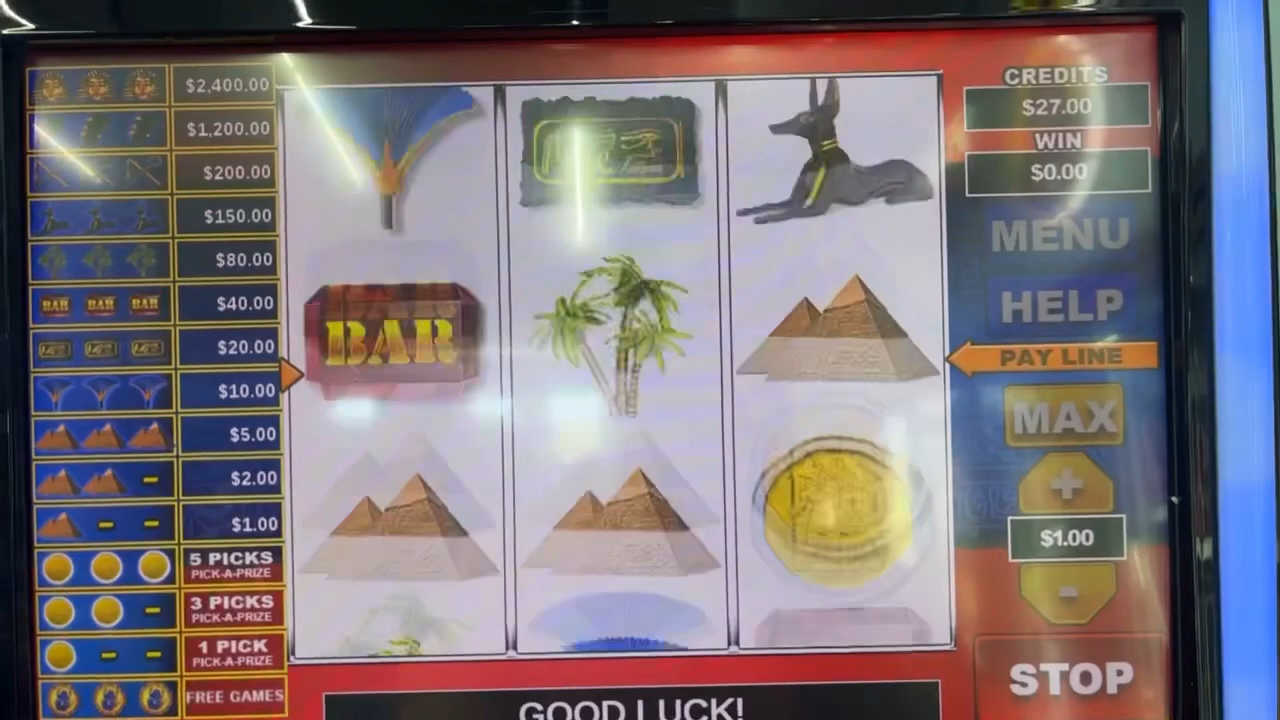 $2,400.00
$1,200.00
$200.00
$150.00
$80.00
BAR BAR BAR $40.00
$20.00
$10.00
$5.00
$2.00
$1.00
5 PICKS
PICK-A-PRIZE
3 PICKS
PICK-A-PRIZE
1 PICK
PICK-A-PRIZE
FREE GAMES
BAR
CREDITS
$27.00
WIN
$0.00
MENU
HELP
PAY LINE
MAX
+
$1.00
-
STOP
GOOD LUCK!